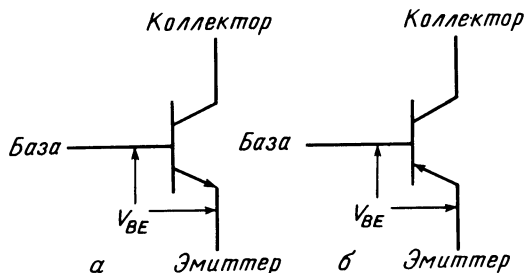 Коллектор Коллектор
База База
V_BE V_BE
а Эмиттер б Эмиттер